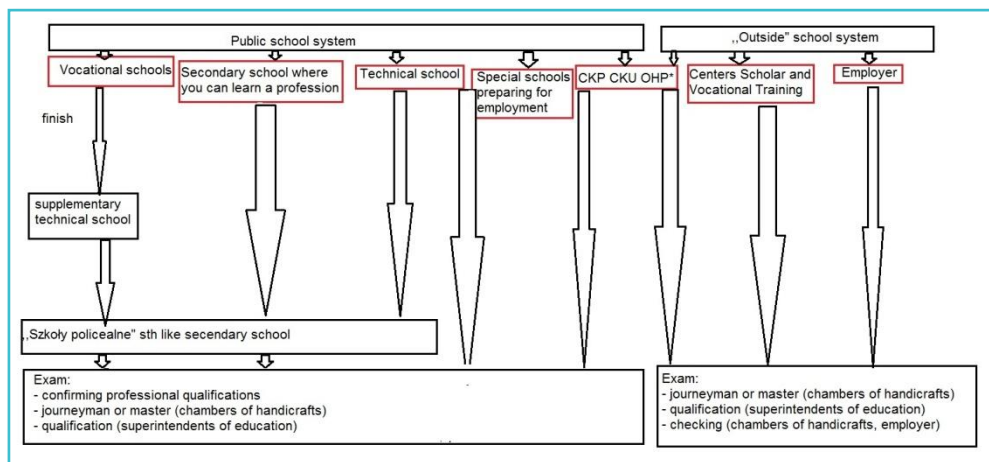 Public school system
,,Outside" school system
Vocational schools
Secondary school where
you can learn a profession
Technical school
Special schools
preparing for
employment
CKP CKU OHP*
Centers Scholar and
Vocational Training
Employer
finish
supplementary
technical school
,,Szkoły policealne" sth like secendary school
Exam:
- confirming professional qualifications
- journeyman or master (chambers of handicrafts)
- qualification (superintendents of education)
Exam:
- journeyman or master (chambers of handicrafts)
- qualification (superintendents of education)
- checking (chambers of handicrafts, employer)